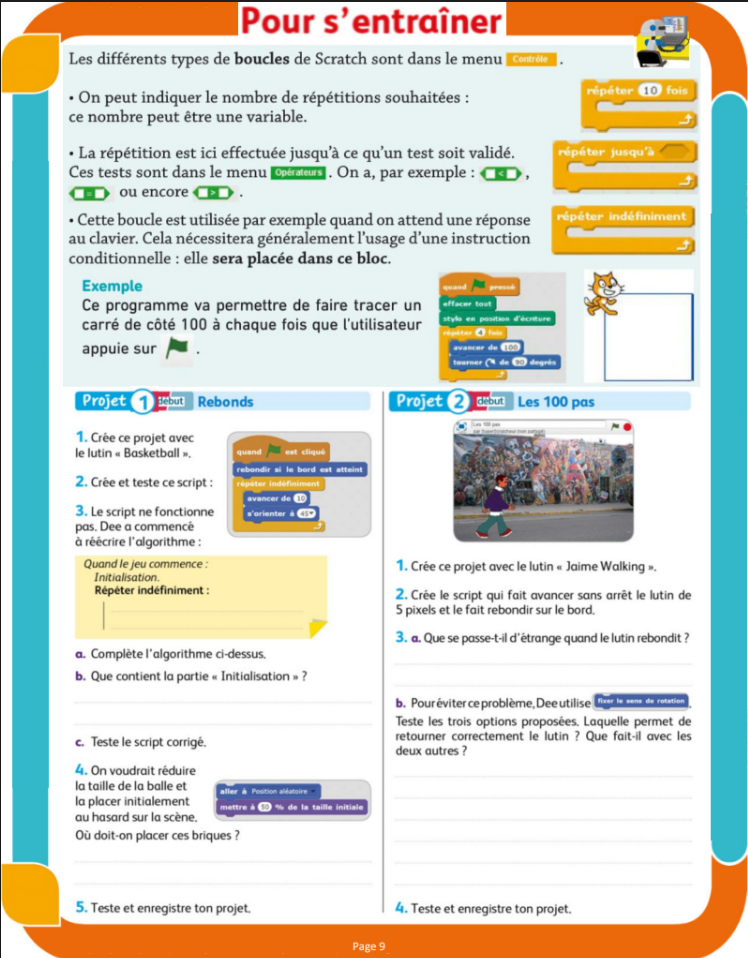 Pour s'entraîner
Les différents types de boucles de Scratch sont dans le menu Contrôle .
• On peut indiquer le nombre de répétitions souhaitées :
ce nombre peut être une variable.
répéter 10 fois
• La répétition est ici effectuée jusqu'à ce qu'un test soit validé.
Ces tests sont dans le menu Opérateurs . On a, par exemple : < ,
= ou encore > .
répéter jusqu'à
• Cette boucle est utilisée par exemple quand on attend une réponse
au clavier. Cela nécessitera généralement l'usage d'une instruction
conditionnelle : elle sera placée dans ce bloc.
répéter indéfiniment
Exemple
Ce programme va permettre de faire tracer un
carré de côté 100 à chaque fois que l'utilisateur
appuie sur .
quand pressé
effacer tout
stylo en position d'écriture
répéter 4 fois
avancer de 100
tourner de 90 degrés
Projet 1 début Rebonds
1. Crée ce projet avec
le lutin « Basketball ».
2. Crée et teste ce script :
3. Le script ne fonctionne
pas. Dee a commencé
à réécrire l'algorithme :
quand est cliqué
rebondir si le bord est atteint
répéter indéfiniment
avancer de 10
s'orienter à 45
Quand le jeu commence :
Initialisation.
Répéter indéfiniment :
a. Complète l'algorithme ci-dessus.
b. Que contient la partie « Initialisation » ?
c. Teste le script corrigé.
4. On voudrait réduire
la taille de la balle et
la placer initialement
au hasard sur la scène.
Où doit-on placer ces briques ?
aller à Position aléatoire
mettre à 50 % de la taille initiale
5. Teste et enregistre ton projet.
Projet 2 début Les 100 pas
Les 100 pas
1. Crée ce projet avec le lutin « Jaime Walking ».
2. Crée le script qui fait avancer sans arrêt le lutin de
5 pixels et le fait rebondir sur le bord.
3. a. Que se passe-t-il d'étrange quand le lutin rebondit ?
b. Pour éviter ce problème, Dee utilise fixer le sens de rotation .
Teste les trois options proposées. Laquelle permet de
retourner correctement le lutin ? Que fait-il avec les
deux autres ?
4. Teste et enregistre ton projet.
Page 9